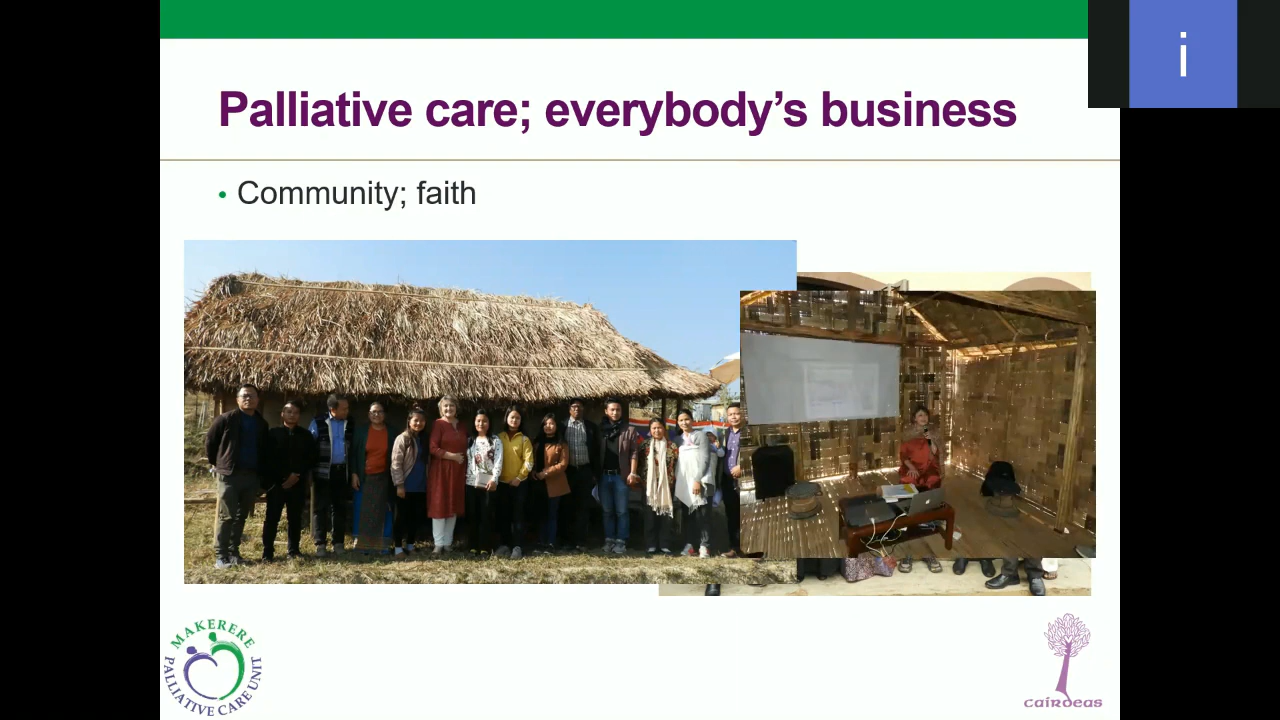 i
Palliative care; everybody’s business
• Community; faith
MAKERERE
PALLIATIVE CARE UNIT
cairdeas